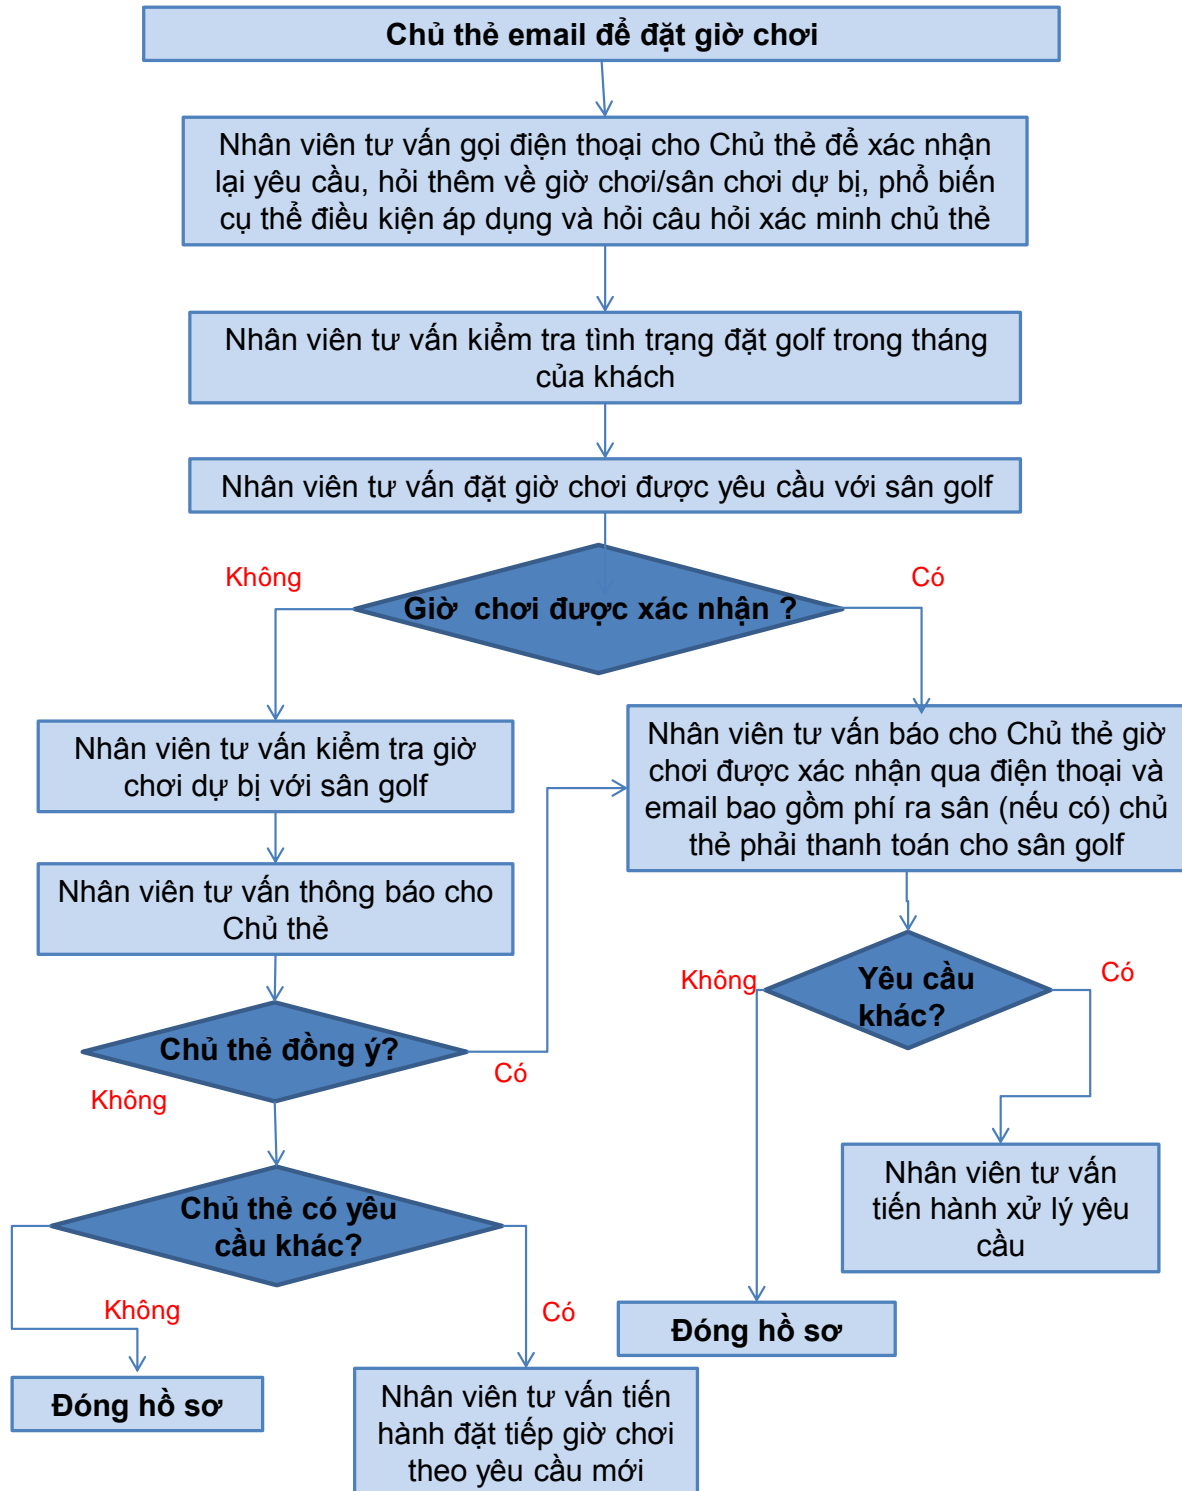 Chủ thẻ email để đặt giờ chơi
Nhân viên tư vấn gọi điện thoại cho Chủ thẻ để xác nhận
lại yêu cầu, hỏi thêm về giờ chơi/sân chơi dự bị, phổ biến
cụ thể điều kiện áp dụng và hỏi câu hỏi xác minh chủ thẻ
Nhân viên tư vấn kiểm tra tình trạng đặt golf trong tháng
của khách
Nhân viên tư vấn đặt giờ chơi được yêu cầu với sân golf
Không
Có
Giờ chơi được xác nhận ?
Nhân viên tư vấn kiểm tra giờ
chơi dự bị với sân golf
Nhân viên tư vấn thông báo cho
Chủ thẻ
Chủ thẻ đồng ý?
Có
Không
Chủ thẻ có yêu
cầu khác?
Không
Có
Đóng hồ sơ
Nhân viên tư vấn tiến
hành đặt tiếp giờ chơi
theo yêu cầu mới
Nhân viên tư vấn báo cho Chủ thẻ giờ
chơi được xác nhận qua điện thoại và
email bao gồm phí ra sân (nếu có) chủ
thẻ phải thanh toán cho sân golf
Không
Yêu cầu
khác?
Có
Nhân viên tư vấn
tiến hành xử lý yêu
cầu
Đóng hồ sơ